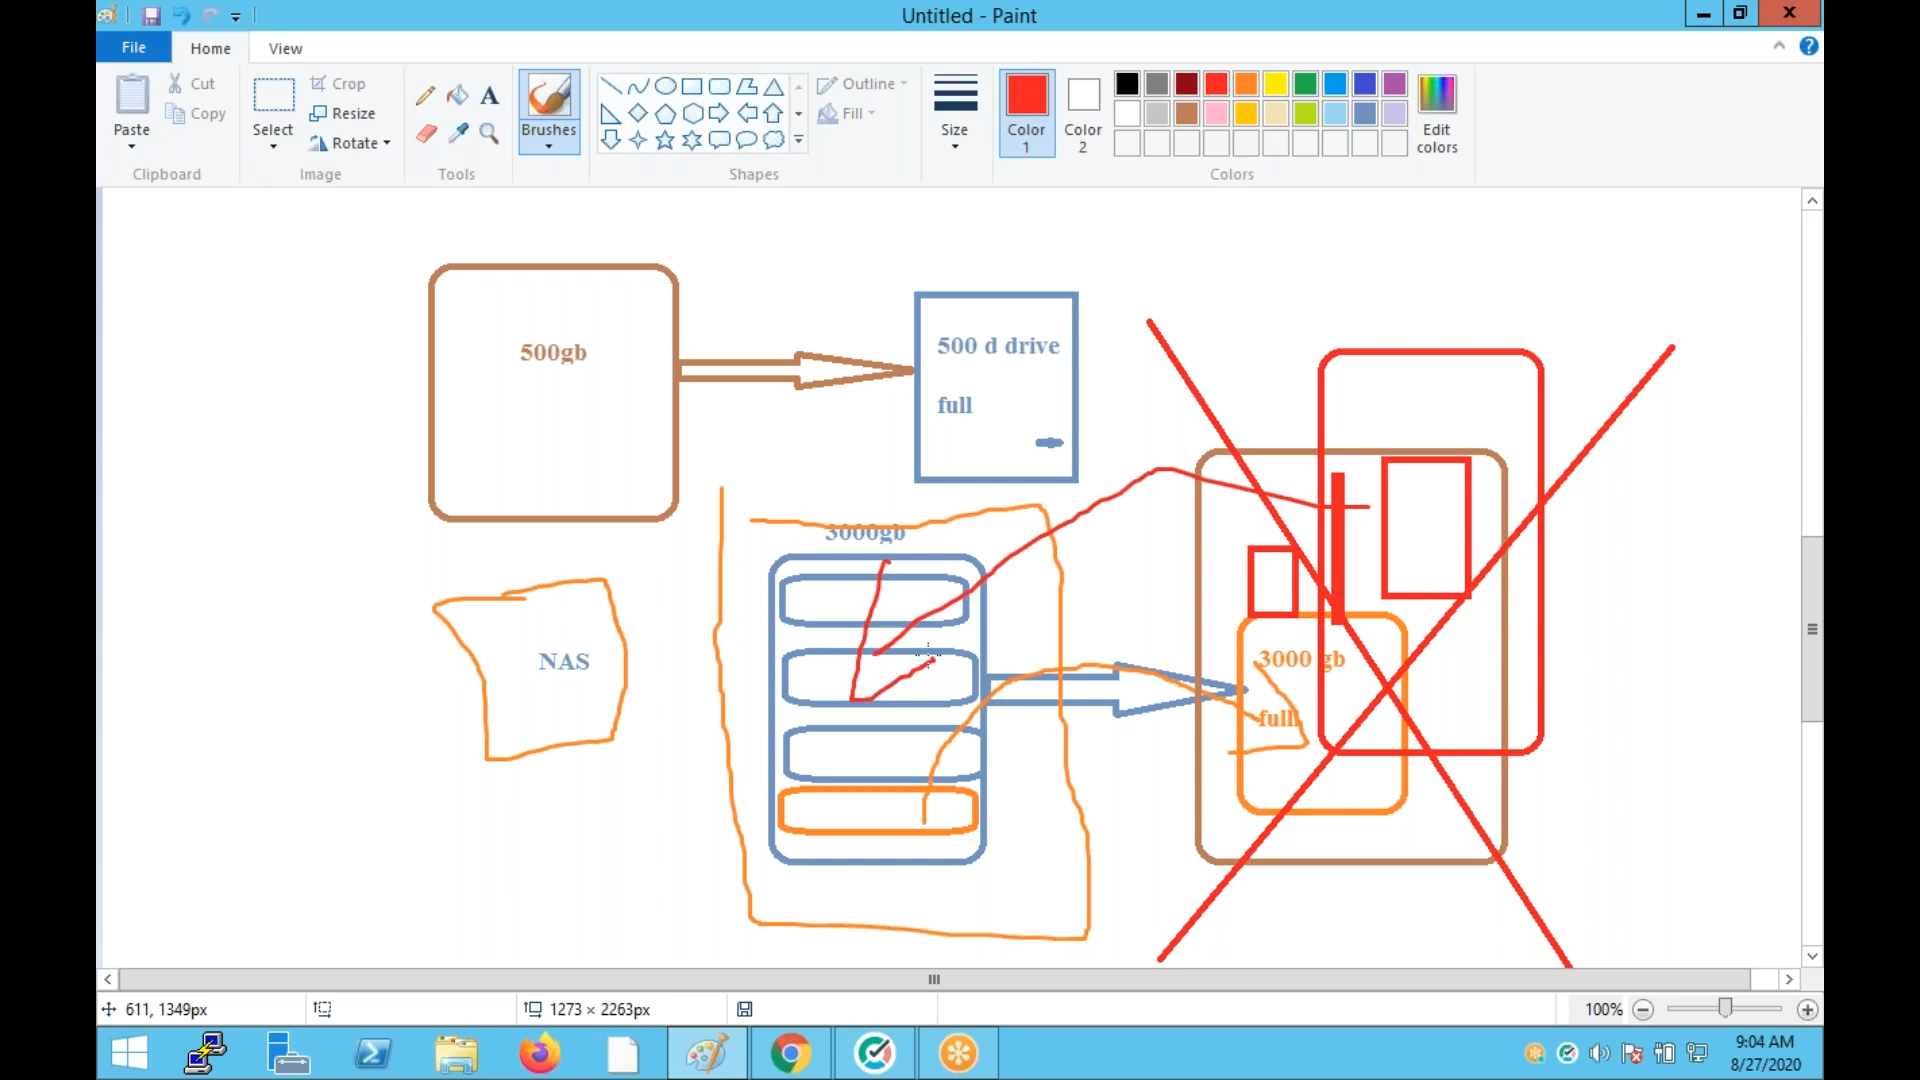 Untitled - Paint
File
Home
View
Paste
Cut
Copy
Clipboard
Select
Crop
Resize
Rotate
Image
Tools
Brushes
Shapes
Outline
Fill
Size
Color
1
Color
2
Edit
colors
Colors
500gb
500 d drive
full
3000gb
NAS
3000 gb
full
611, 1349px
1273 × 2263px
100%
9:04 AM
8/27/2020